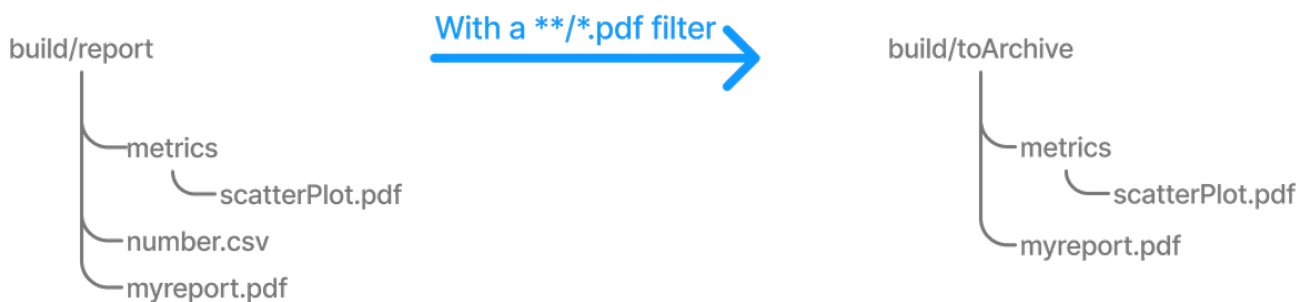 build/report
metrics
scatterPlot.pdf
number.csv
myreport.pdf
With a **/*.pdf filter
build/toArchive
metrics
scatterPlot.pdf
myreport.pdf